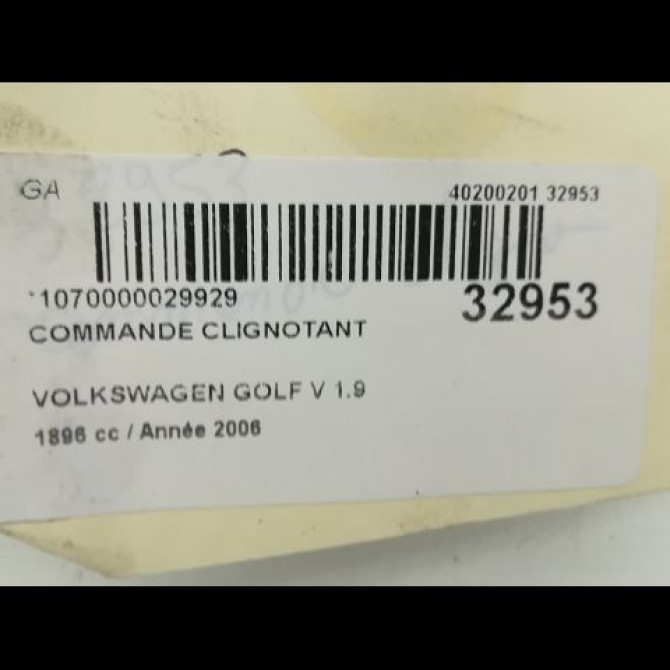 GA 40200201 32953
*1070000029929 32953
COMMANDE CLIGNOTANT
VOLKSWAGEN GOLF V 1.9
1896 cc / Année 2006